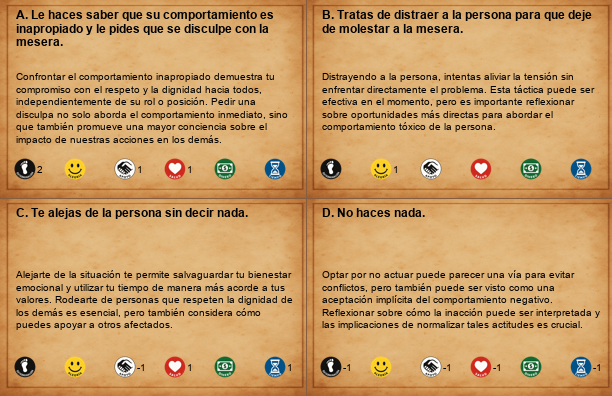 A. Le haces saber que su comportamiento es
inapropiado y le pides que se disculpe con la
mesera.
Confrontar el comportamiento inapropiado demuestra tu
compromiso con el respeto y la dignidad hacia todos,
independientemente de su rol o posición. Pedir una
disculpa no solo aborda el comportamiento inmediato, sino
que también promueve una mayor conciencia sobre el
impacto de nuestras acciones en los demás.
2 1 1
B. Tratas de distraer a la persona para que deje
de molestar a la mesera.
Distrayendo a la persona, intentas aliviar la tensión sin
enfrentar directamente el problema. Esta táctica puede ser
efectiva en el momento, pero es importante reflexionar
sobre oportunidades más directas para abordar el
comportamiento tóxico de la persona.
1
C. Te alejas de la persona sin decir nada.
Alejarte de la situación te permite salvaguardar tu bienestar
emocional y utilizar tu tiempo de manera más acorde a tus
valores. Rodearte de personas que respeten la dignidad de
los demás es esencial, pero también considera cómo
puedes apoyar a otros afectados.
-1 1 1
D. No haces nada.
Optar por no actuar puede parecer una vía para evitar
conflictos, pero también puede ser visto como una
aceptación implícita del comportamiento negativo.
Reflexionar sobre cómo la inacción puede ser interpretada y
las implicaciones de normalizar tales actitudes es crucial.
-1 -1 -1 -1